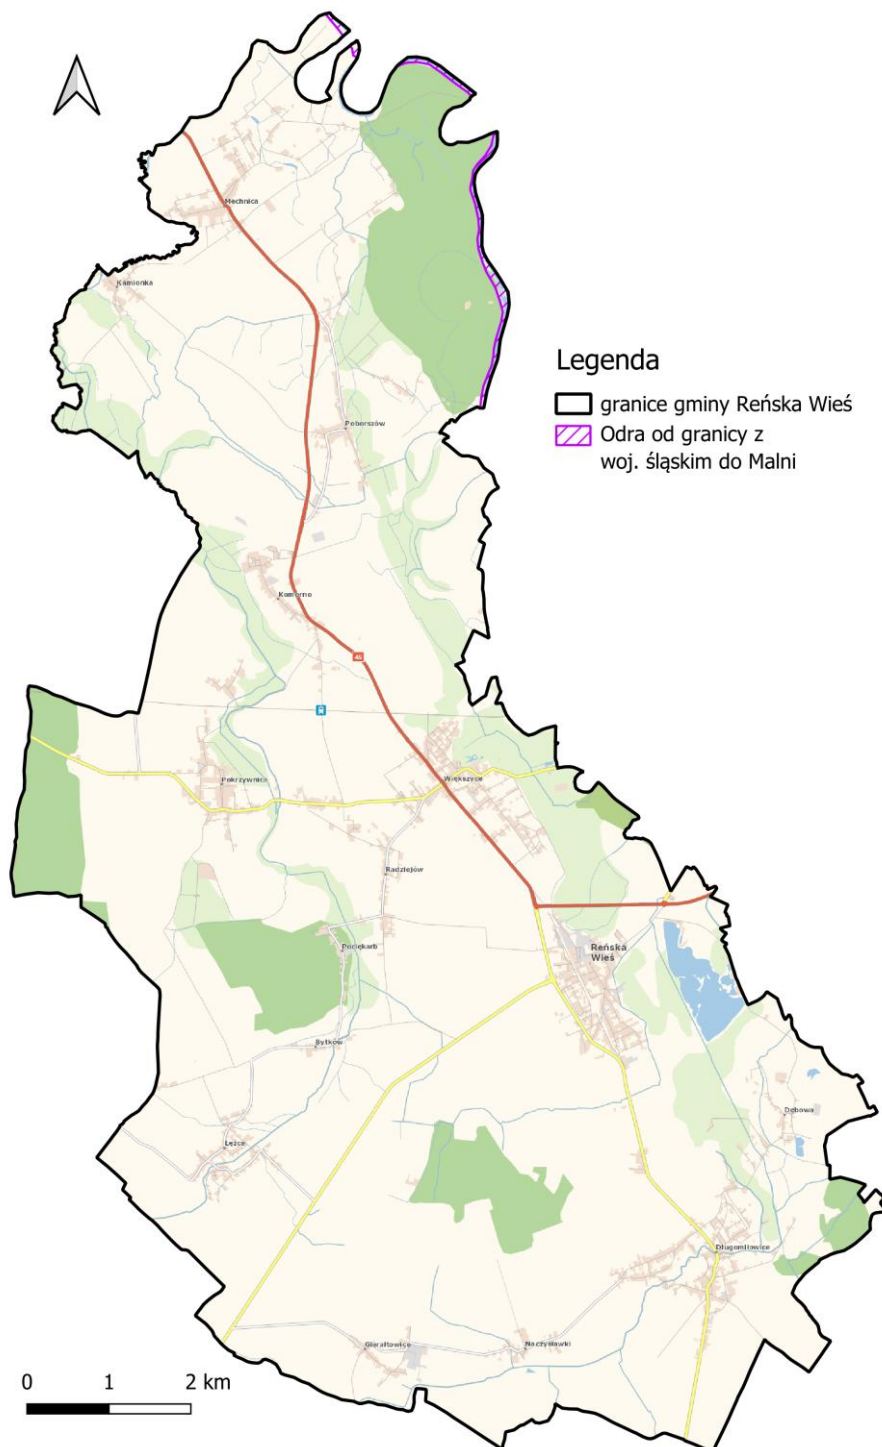 Mechnica
Kamionka
Legenda
granice gminy Reńska Wieś
Odra od granicy z
woj. śląskim do Malni
Poborszów
Komorno
45
Pokrzywnica
Większyce
Radziejów
Pociękarb
Reńska
Wieś
Bytków
Dębowa
Łężce
Długomiłowice
Gierałtowice
Naczysławki
0 1 2 km